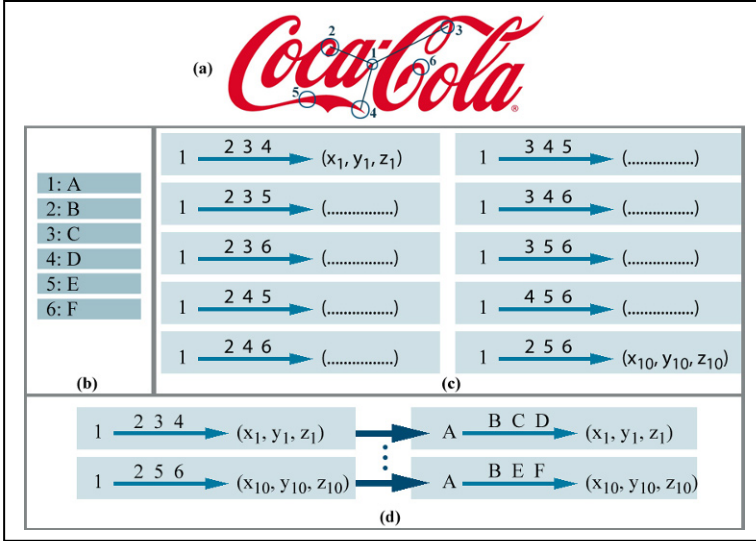 (a)
Coca-Cola
®
1
2
3
4
5
6
1: A
2: B
3: C
4: D
5: E
6: F
(b)
1 2 3 4 (x1, y1, z1)
1 2 3 5 (...............)
1 2 3 6 (...............)
1 2 4 5 (...............)
1 2 4 6 (...............)
1 3 4 5 (...............)
1 3 4 6 (...............)
1 3 5 6 (...............)
1 4 5 6 (...............)
1 2 5 6 (x10, y10, z10)
(c)
1 2 3 4 (x1, y1, z1) A B C D (x1, y1, z1)
1 2 5 6 (x10, y10, z10) A B E F (x10, y10, z10)
(d)